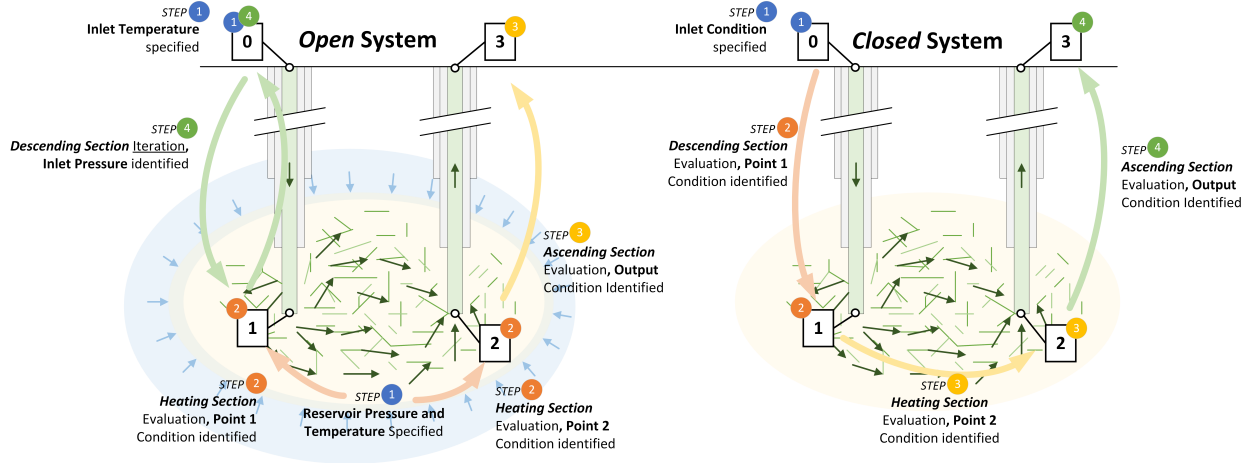 STEP 1
Inlet Temperature
specified
1 4
0
Open System
3
3
STEP 4
Descending Section Iteration,
Inlet Pressure identified
STEP 3
Ascending Section
Evaluation, Output
Condition Identified
2
1
2
2
STEP 2
Heating Section
Evaluation, Point 1
Condition identified
STEP 1
Reservoir Pressure and
Temperature Specified
STEP 2
Heating Section
Evaluation, Point 2
Condition identified
STEP 1
Inlet Condition
specified
1
0
Closed System
4
3
STEP 2
Descending Section
Evaluation, Point 1
Condition identified
STEP 4
Ascending Section
Evaluation, Output
Condition Identified
2
1
3
2
STEP 3
Heating Section
Evaluation, Point 2
Condition identified